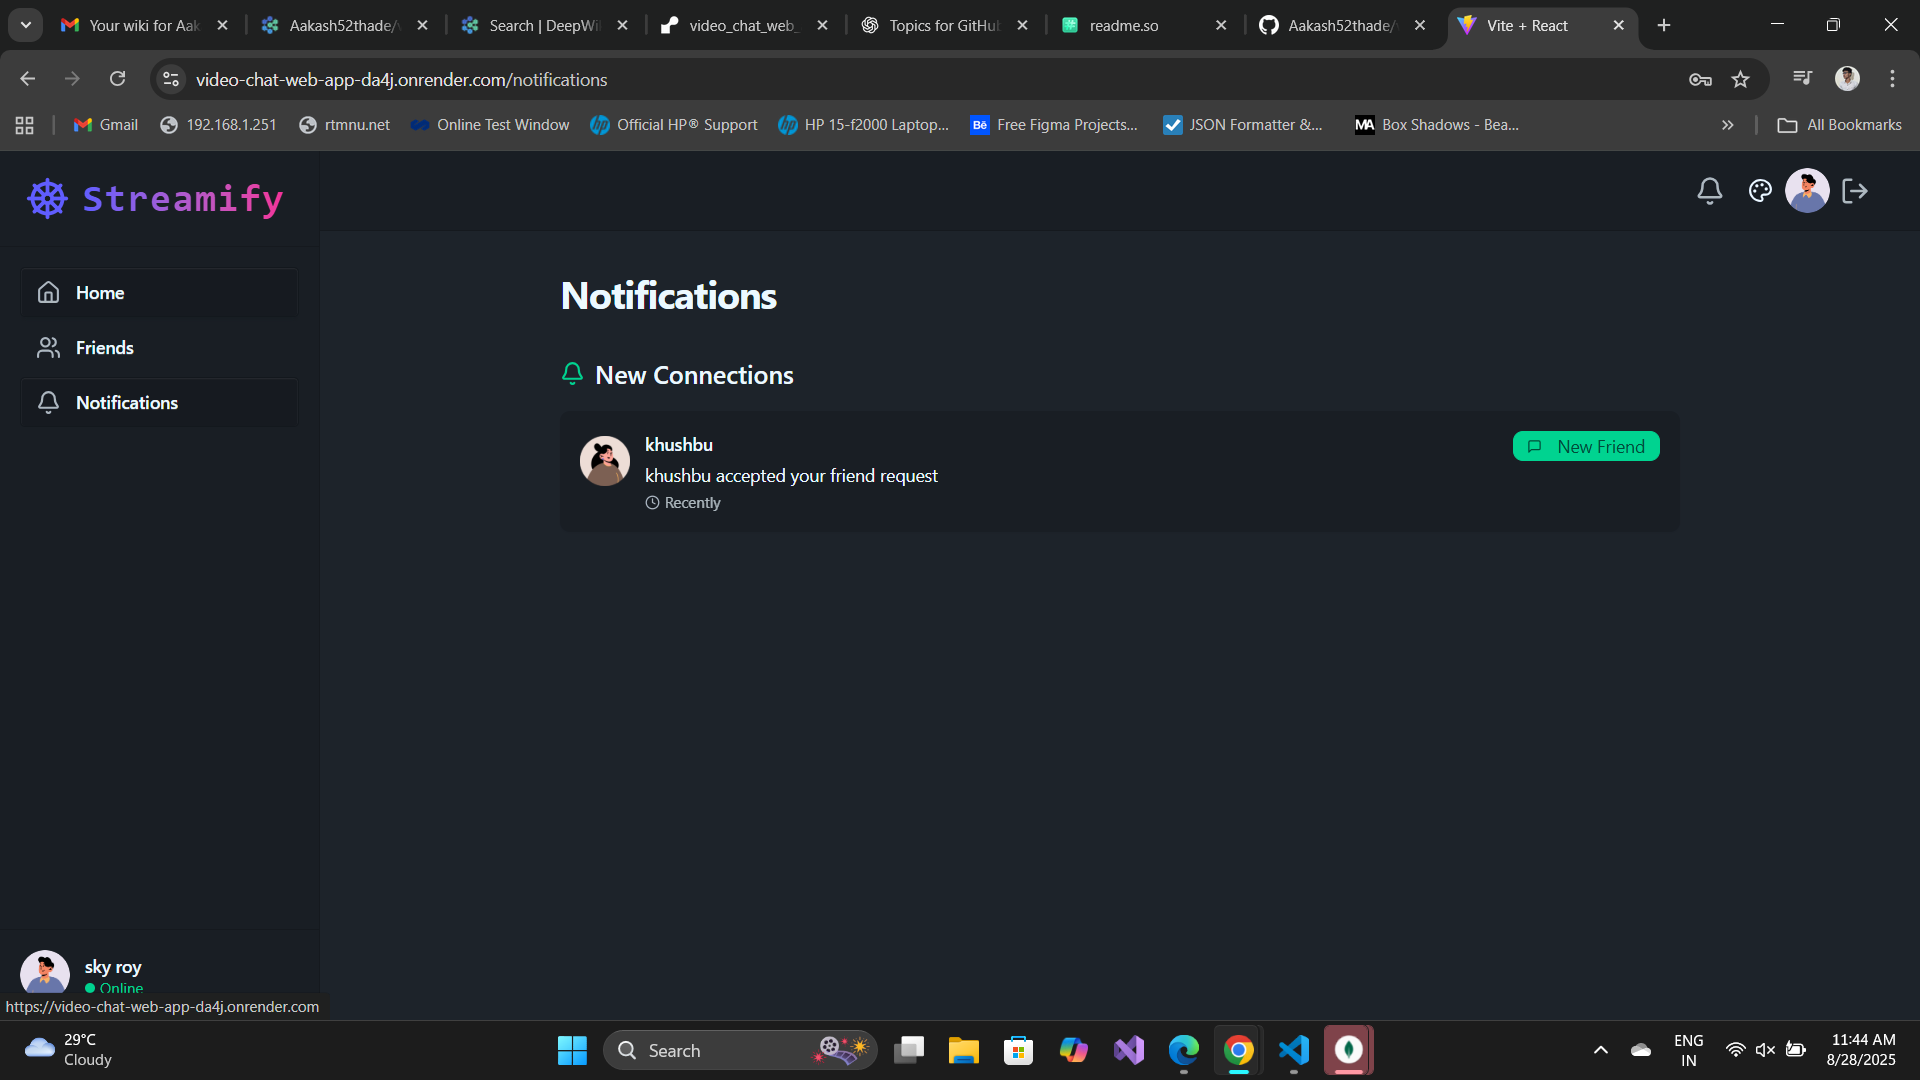 Your wiki for Aak
Aakash52thade/v
Search | DeepWi
video_chat_web_
Topics for GitHub
readme.so
Aakash52thade/v
Vite + React
video-chat-web-app-da4j.onrender.com/notifications
Gmail
192.168.1.251
rtmnu.net
Online Test Window
Official HP® Support
HP 15-f2000 Laptop...
Bē
Free Figma Projects...
JSON Formatter &...
MA
Box Shadows - Bea...
All Bookmarks
Streamify
Home
Friends
Notifications
Notifications
New Connections
khushbu
New Friend
khushbu accepted your friend request
Recently
sky roy
Online
https://video-chat-web-app-da4j.onrender.com
29°C
Cloudy
Search
ENG
IN
11:44 AM
8/28/2025